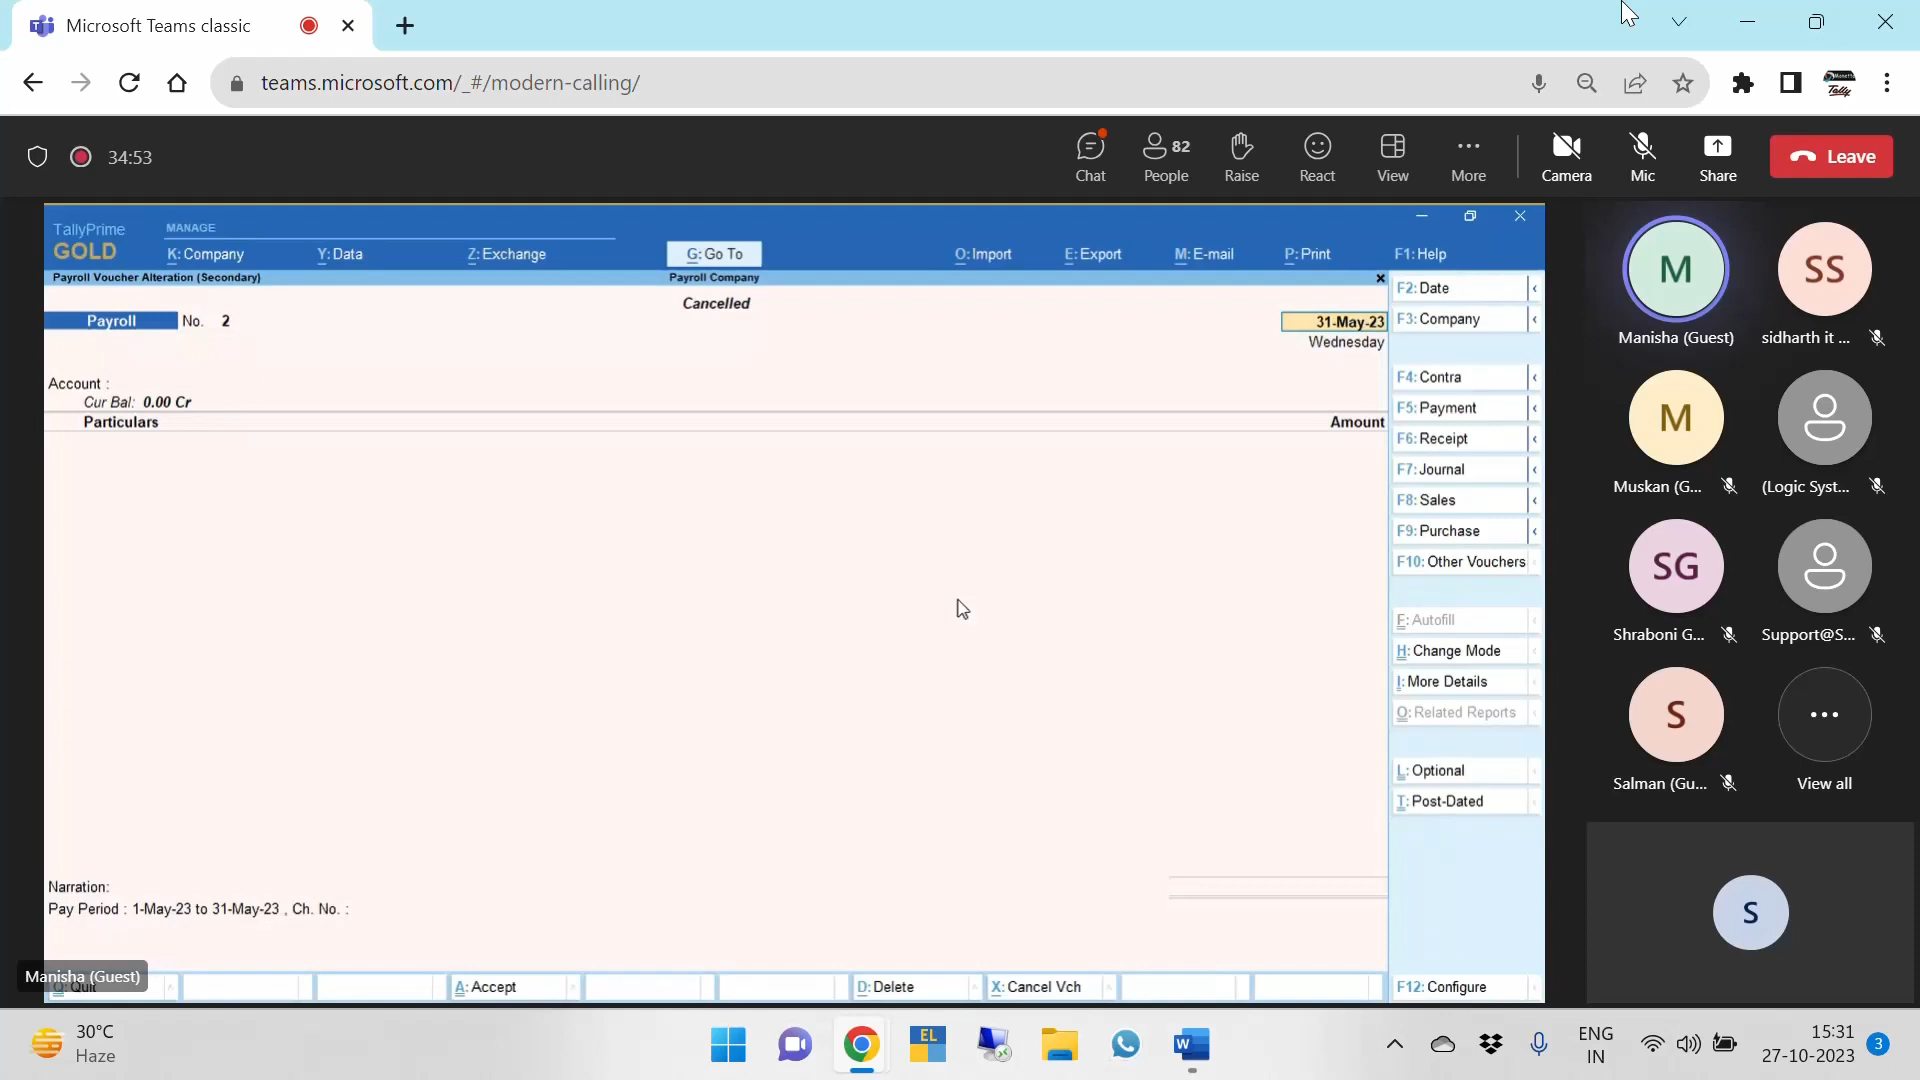 Microsoft Teams classic
teams.microsoft.com/_#/modern-calling/
34:53
Chat
82
People
Raise
React
View
More
Camera
Mic
Share
Leave
TallyPrime
GOLD
MANAGE
K: Company
Y: Data
Z: Exchange
G: Go To
O: Import
E: Export
M: E-mail
P: Print
F1: Help
Payroll Voucher Alteration (Secondary)
Payroll Company
Cancelled
Payroll No. 2
31-May-23
Wednesday
Account :
Cur Bal: 0.00 Cr
Particulars
Amount
Narration:
Pay Period : 1-May-23 to 31-May-23 , Ch. No. :
F2: Date
F3: Company
F4: Contra
F5: Payment
F6: Receipt
F7: Journal
F8: Sales
F9: Purchase
F10: Other Vouchers
F: Autofill
H: Change Mode
I: More Details
O: Related Reports
L: Optional
T: Post-Dated
F12: Configure
Manisha (Guest)
Q: Quit
A: Accept
D: Delete
X: Cancel Vch
M
Manisha (Guest)
SS
sidharth it ...
M
Muskan (G...
(Logic Syst...
SG
Shraboni G...
Support@S...
S
Salman (Gu...
View all
S
30°C
Haze
EL
W
ENG
IN
15:31
27-10-2023
3